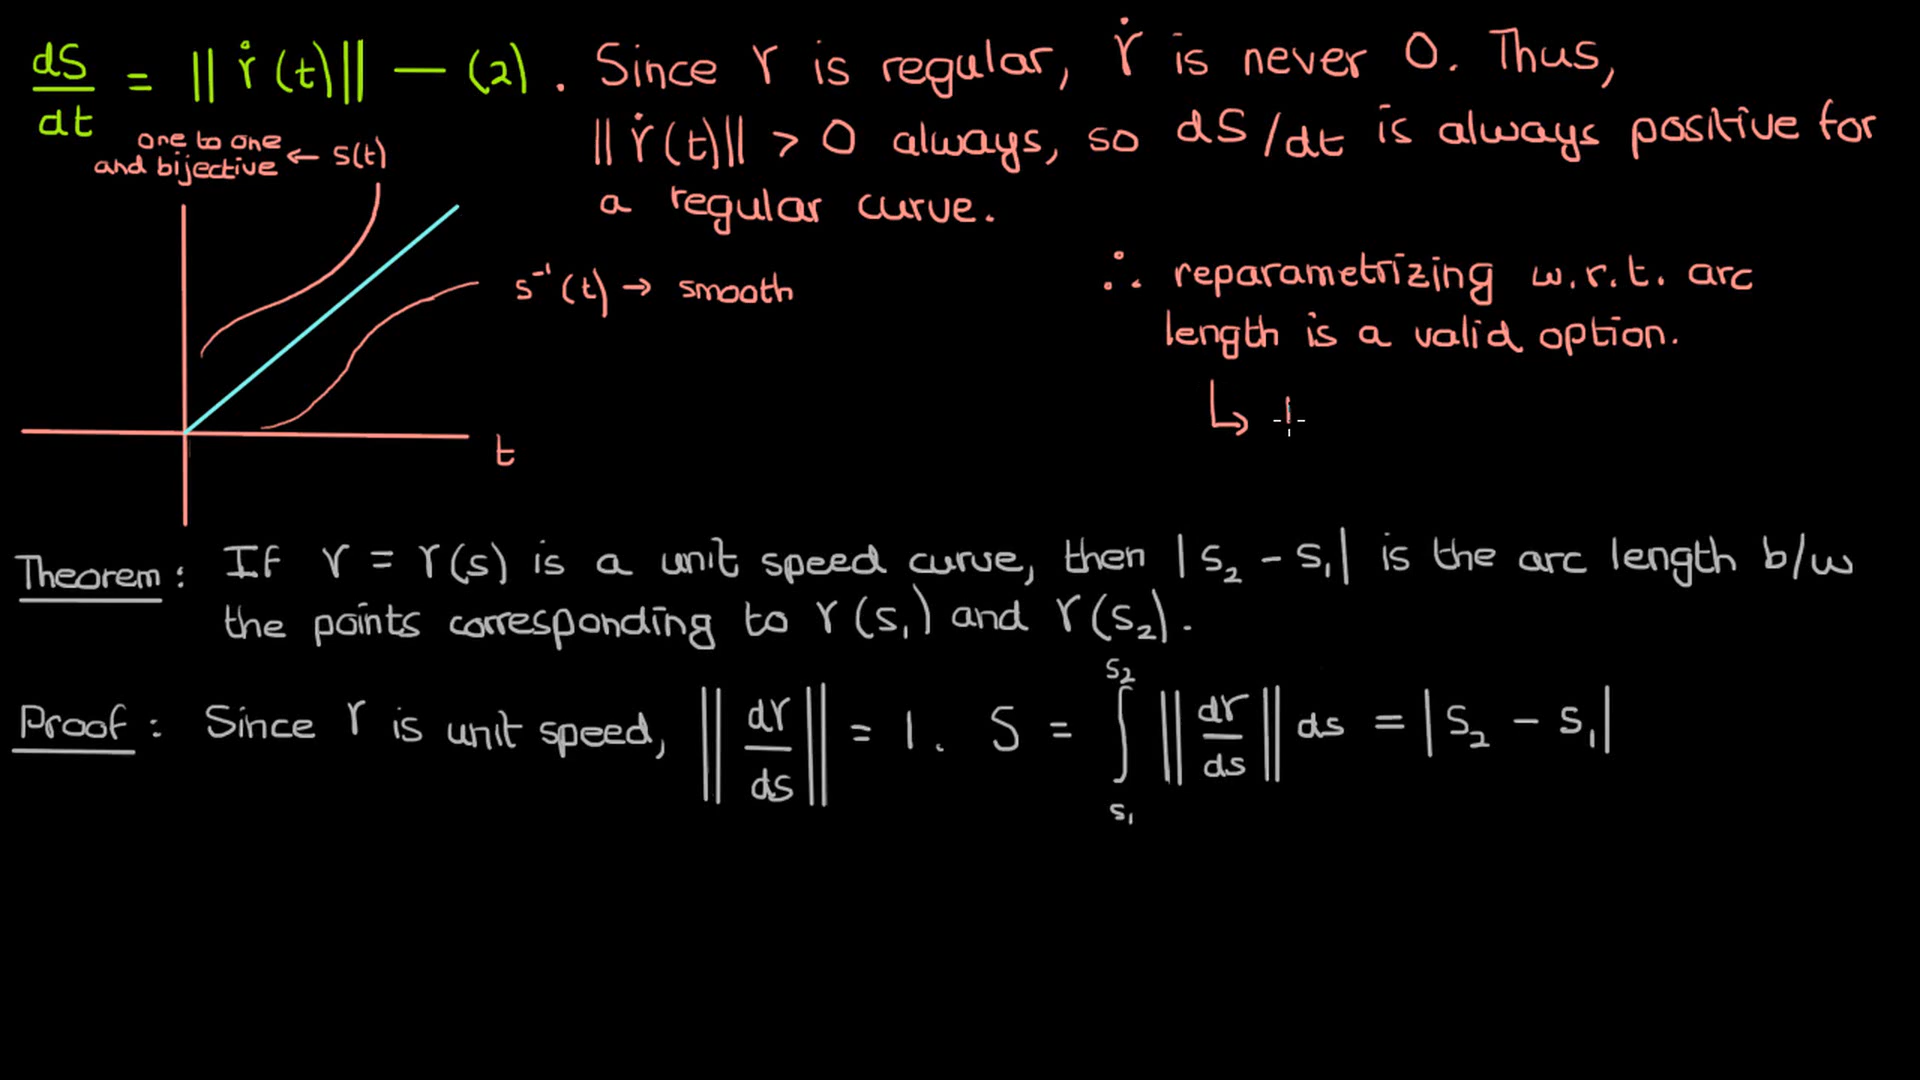 dS/dt = || ṙ(t) || — (2). Since r is regular, ṙ is never 0. Thus,
|| ṙ(t) || > 0 always, so dS/dt is always positive for
a regular curve.
one to one
and bijective ← s(t)
s⁻¹(t) → smooth
t
∴ reparametrizing w.r.t. arc
length is a valid option.
↳
Theorem: If r = r(s) is a unit speed curve, then |s₂ - s₁| is the arc length b/w
the points corresponding to r(s₁) and r(s₂).
Proof: Since r is unit speed, || dr/ds || = 1. S = ∫_{s₁}^{s₂} || dr/ds || ds = |s₂ - s₁|